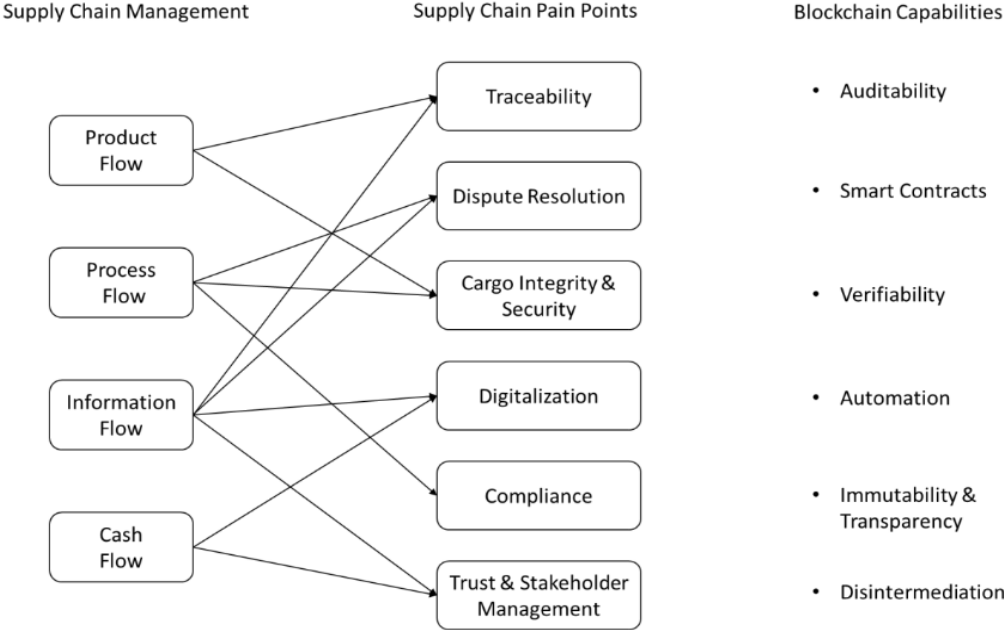 Supply Chain Management
Supply Chain Pain Points
Blockchain Capabilities
Product
Flow
Process
Flow
Information
Flow
Cash
Flow
Traceability
Dispute Resolution
Cargo Integrity &
Security
Digitalization
Compliance
Trust & Stakeholder
Management
• Auditability
• Smart Contracts
• Verifiability
• Automation
• Immutability &
Transparency
• Disintermediation